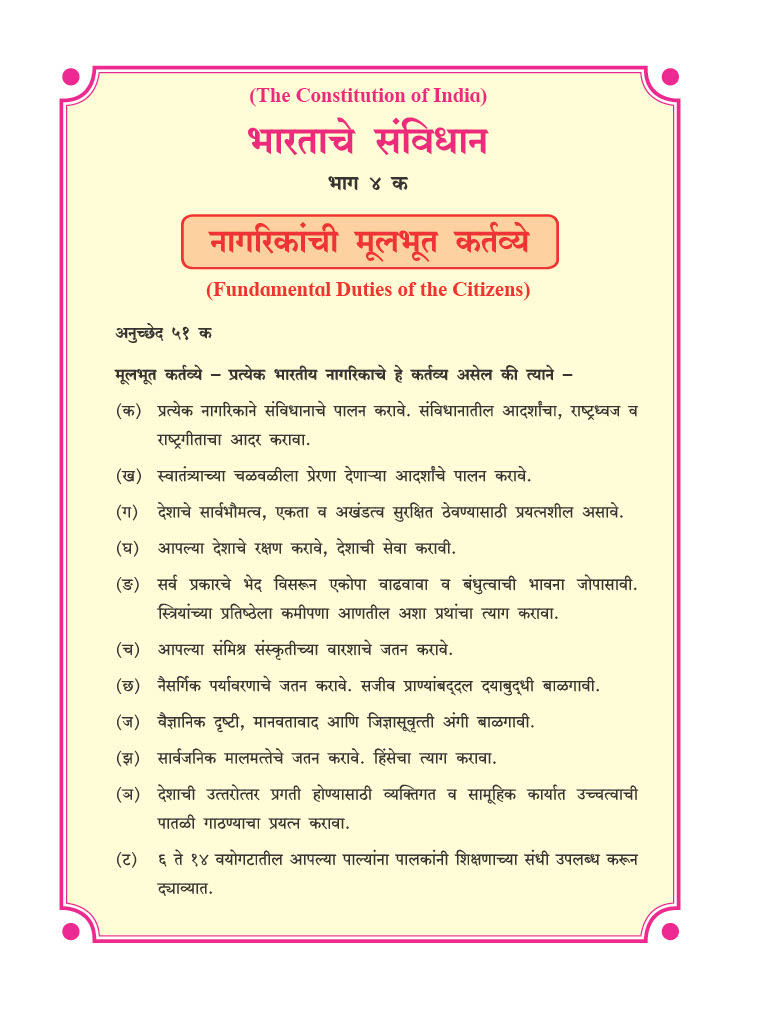 (The Constitution of India)
भारताचे संविधान
भाग ४ क
नागरिकांची मूलभूत कर्तव्ये
(Fundamental Duties of the Citizens)
अनुच्छेद ५१ क
मूलभूत कर्तव्ये – प्रत्येक भारतीय नागरिकाचे हे कर्तव्य असेल की त्याने –
(क) प्रत्येक नागरिकाने संविधानाचे पालन करावे. संविधानातील आदर्शांचा, राष्ट्रध्वज व
राष्ट्रगीताचा आदर करावा.
(ख) स्वातंत्र्याच्या चळवळीला प्रेरणा देणाऱ्या आदर्शांचे पालन करावे.
(ग) देशाचे सार्वभौमत्व, एकता व अखंडत्व सुरक्षित ठेवण्यासाठी प्रयत्नशील असावे.
(घ) आपल्या देशाचे रक्षण करावे, देशाची सेवा करावी.
(ङ) सर्व प्रकारचे भेद विसरून एकोपा वाढवावा व बंधुत्वाची भावना जोपासावी.
स्त्रियांच्या प्रतिष्ठेला कमीपणा आणतील अशा प्रथांचा त्याग करावा.
(च) आपल्या संमिश्र संस्कृतीच्या वारशाचे जतन करावे.
(छ) नैसर्गिक पर्यावरणाचे जतन करावे. सजीव प्राण्यांबद्दल दयाबुद्धी बाळगावी.
(ज) वैज्ञानिक दृष्टी, मानवतावाद आणि जिज्ञासूवृत्ती अंगी बाळगावी.
(झ) सार्वजनिक मालमत्तेचे जतन करावे. हिंसेचा त्याग करावा.
(ञ) देशाची उत्तरोत्तर प्रगती होण्यासाठी व्यक्तिगत व सामूहिक कार्यात उच्चत्वाची
पातळी गाठण्याचा प्रयत्न करावा.
(ट) ६ ते १४ वयोगटातील आपल्या पाल्यांना पालकांनी शिक्षणाच्या संधी उपलब्ध करून
द्याव्यात.